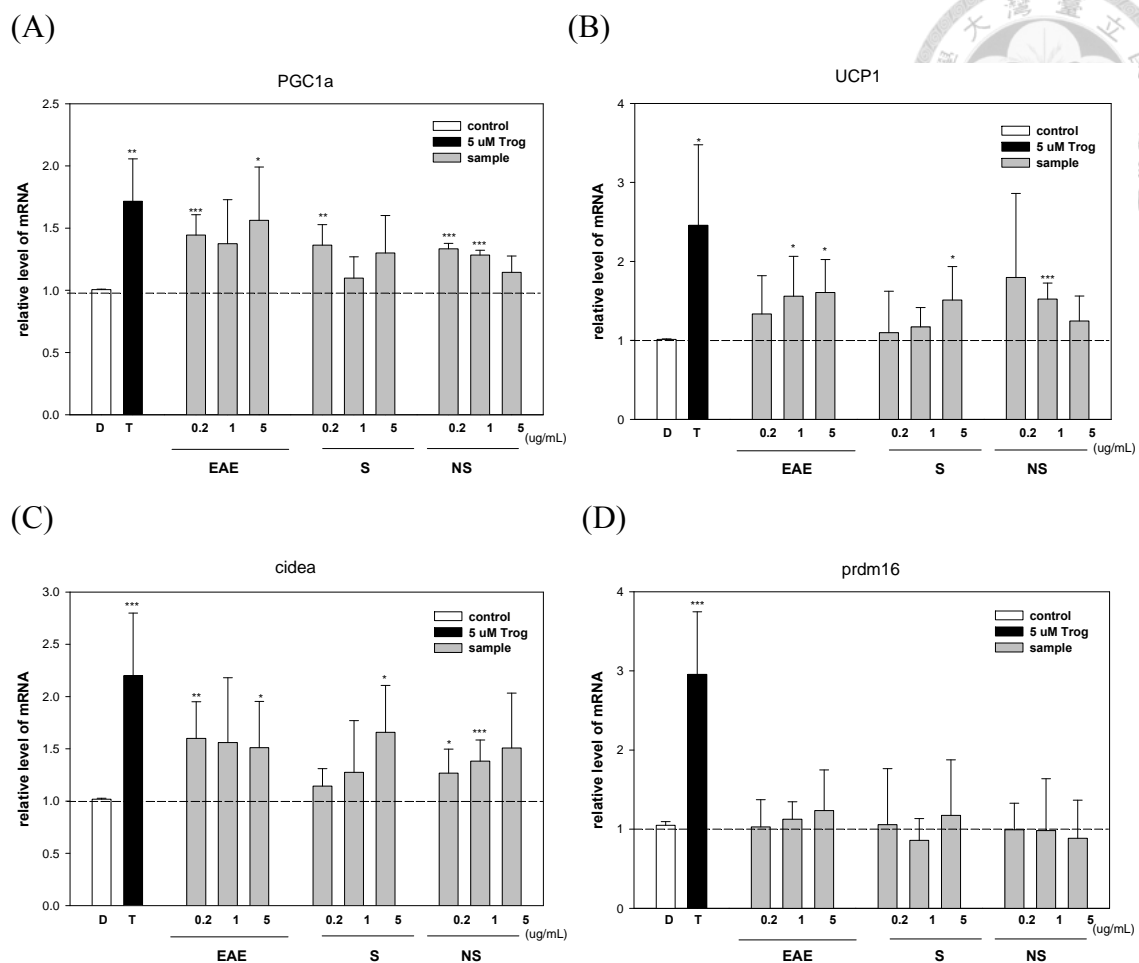 (A)
PGC1a
relative level of mRNA
2.5
2.0
1.5
1.0
0.5
0.0
control
5 uM Trog
sample
** *** * ** *** ***
D T 0.2 1 5 0.2 1 5 0.2 1 5
(ug/mL)
EAE S NS
(B)
UCP1
relative level of mRNA
4
3
2
1
0
control
5 uM Trog
sample
* * * * ***
D T 0.2 1 5 0.2 1 5 0.2 1 5
(ug/mL)
EAE S NS
(C)
cidea
relative level of mRNA
3.0
2.5
2.0
1.5
1.0
0.5
0.0
control
5 uM Trog
sample
*** ** * * * ***
D T 0.2 1 5 0.2 1 5 0.2 1 5
(ug/mL)
EAE S NS
(D)
prdm16
relative level of mRNA
4
3
2
1
0
control
5 uM Trog
sample
***
D T 0.2 1 5 0.2 1 5 0.2 1 5
(ug/mL)
EAE S NS
大灣臺立